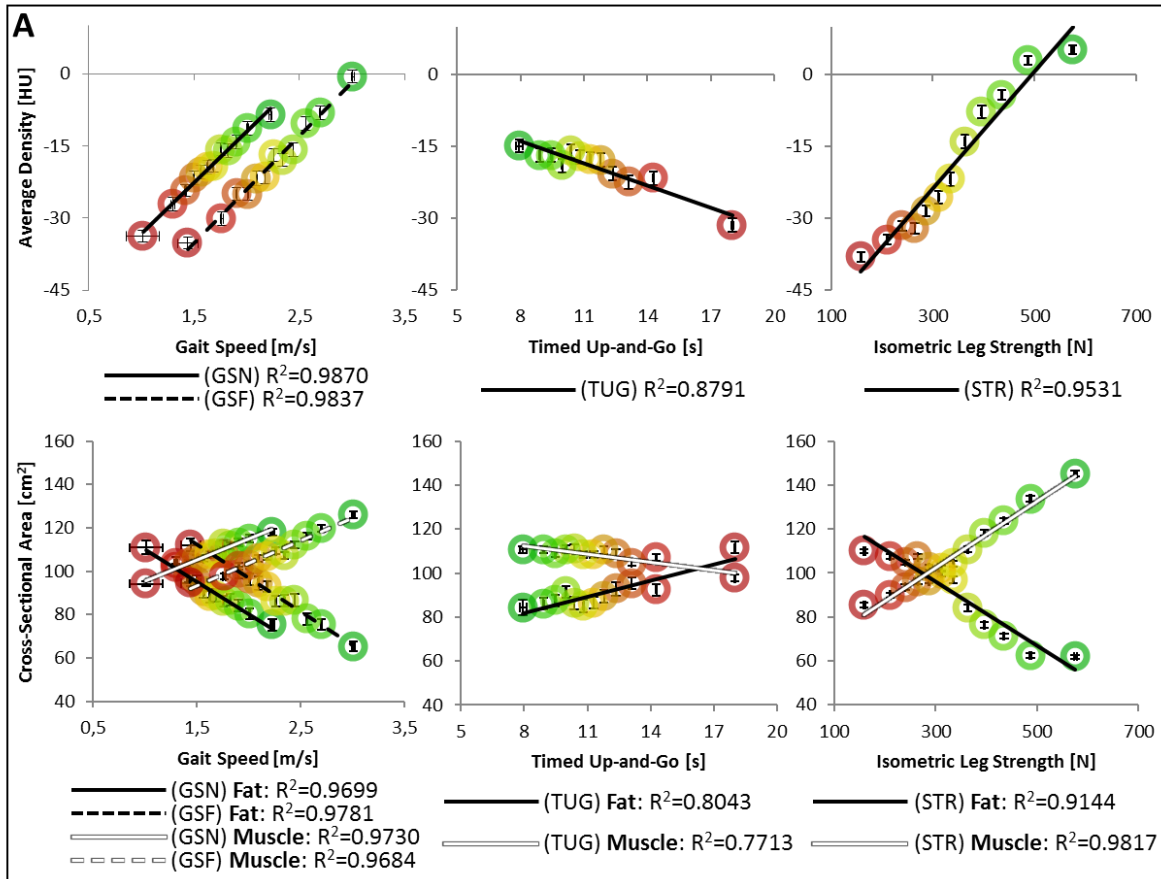 A
Average Density [HU]
0
-15
-30
-45
0,5 1,5 2,5 3,5
Gait Speed [m/s]
(GSN) R²=0.9870
(GSF) R²=0.9837
0
-15
-30
-45
5 8 11 14 17 20
Timed Up-and-Go [s]
(TUG) R²=0.8791
0
-15
-30
-45
100 300 500 700
Isometric Leg Strength [N]
(STR) R²=0.9531
Cross-Sectional Area [cm²]
160
140
120
100
80
60
40
0,5 1,5 2,5 3,5
Gait Speed [m/s]
(GSN) Fat: R²=0.9699
(GSF) Fat: R²=0.9781
(GSN) Muscle: R²=0.9730
(GSF) Muscle: R²=0.9684
160
140
120
100
80
60
40
5 8 11 14 17 20
Timed Up-and-Go [s]
(TUG) Fat: R²=0.8043
(TUG) Muscle: R²=0.7713
160
140
120
100
80
60
40
100 300 500 700
Isometric Leg Strength [N]
(STR) Fat: R²=0.9144
(STR) Muscle: R²=0.9817